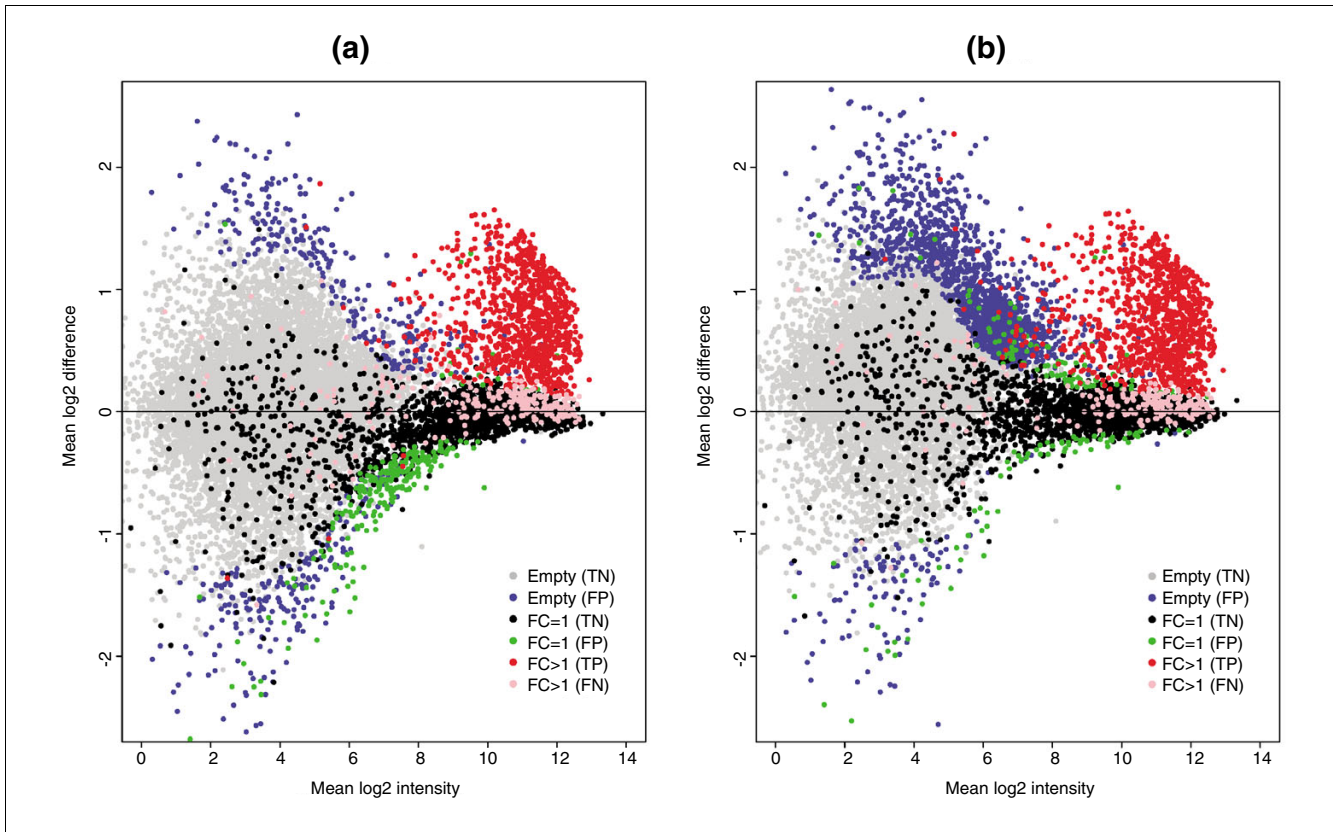 (a)
(b)
Mean log2 difference
2
1
0
-1
-2
Empty (TN)
Empty (FP)
FC=1 (TN)
FC=1 (FP)
FC>1 (TP)
FC>1 (FN)
0 2 4 6 8 10 12 14
Mean log2 intensity
Mean log2 difference
2
1
0
-1
-2
Empty (TN)
Empty (FP)
FC=1 (TN)
FC=1 (FP)
FC>1 (TP)
FC>1 (FN)
0 2 4 6 8 10 12 14
Mean log2 intensity